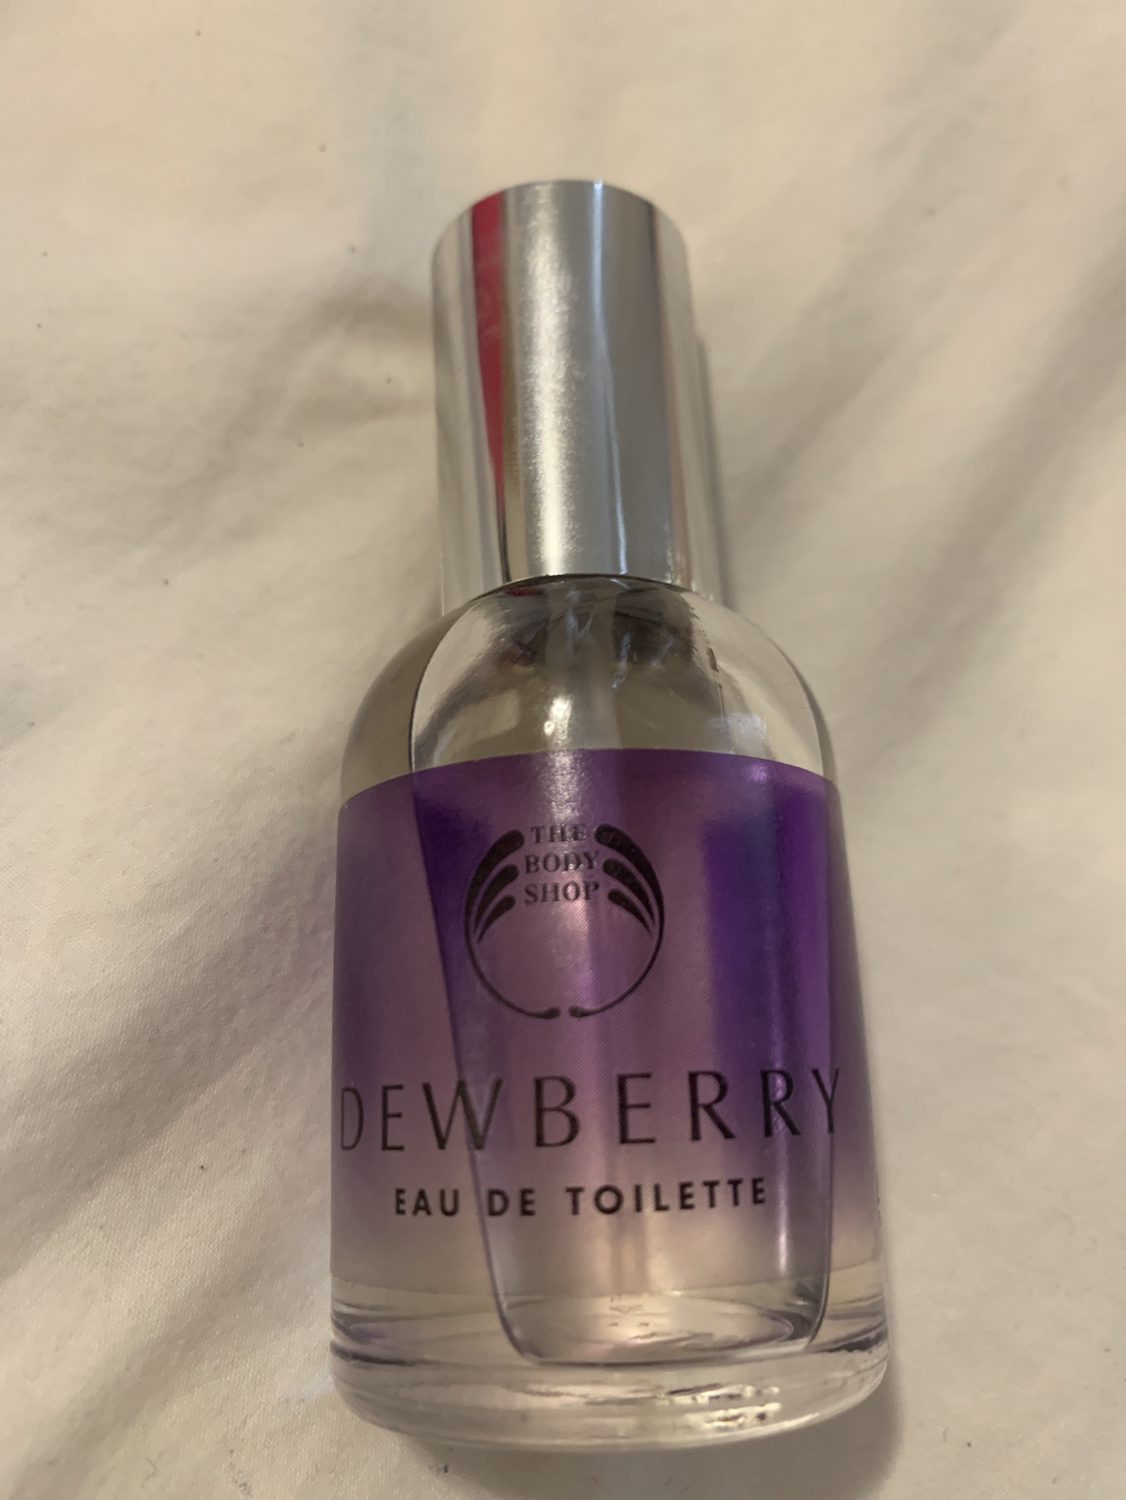 THE
BODY
SHOP
DEWBERRY
EAU DE TOILETTE